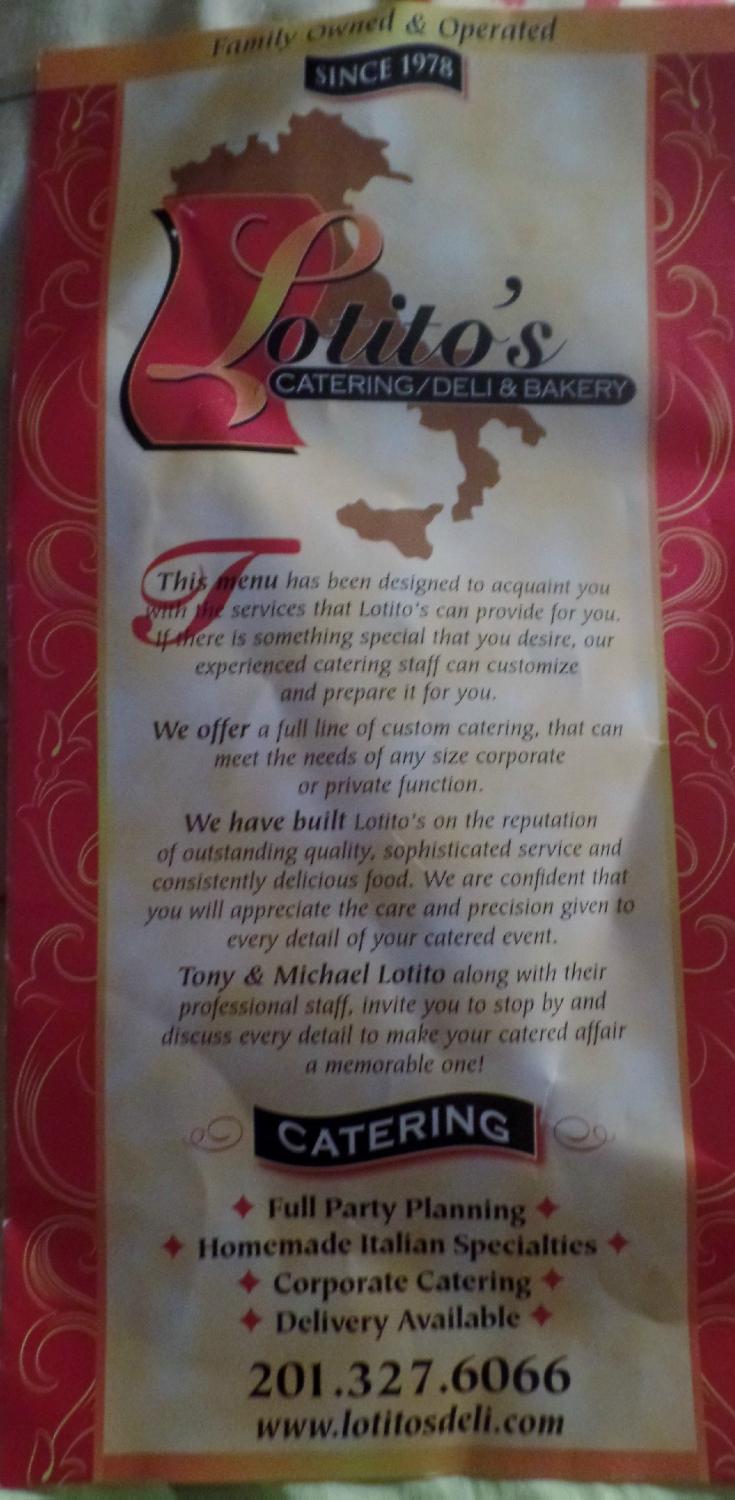 Family Owned & Operated
SINCE 1978
Lotito's
CATERING/DELI & BAKERY
This menu has been designed to acquaint you
with the services that Lotito's can provide for you.
If there is something special that you desire, our
experienced catering staff can customize
and prepare it for you.
We offer a full line of custom catering, that can
meet the needs of any size corporate
or private function.
We have built Lotito's on the reputation
of outstanding quality, sophisticated service and
consistently delicious food. We are confident that
you will appreciate the care and precision given to
every detail of your catered event.
Tony & Michael Lotito along with their
professional staff, invite you to stop by and
discuss every detail to make your catered affair
a memorable one!
CATERING
Full Party Planning
Homemade Italian Specialties
Corporate Catering
Delivery Available
201.327.6066
www.lotitosdeli.com